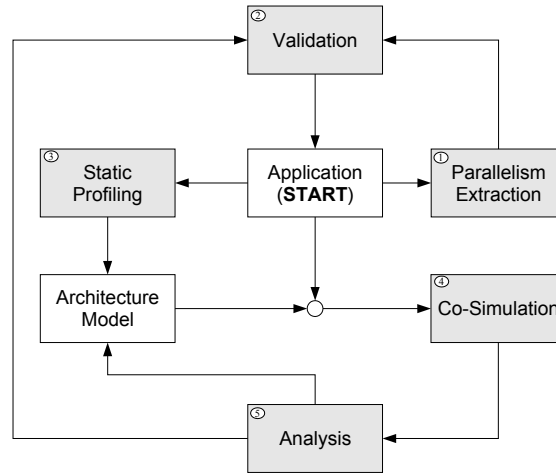 ②
Validation
③
Static
Profiling
Application
(START)
①
Parallelism
Extraction
Architecture
Model
④
Co-Simulation
⑤
Analysis